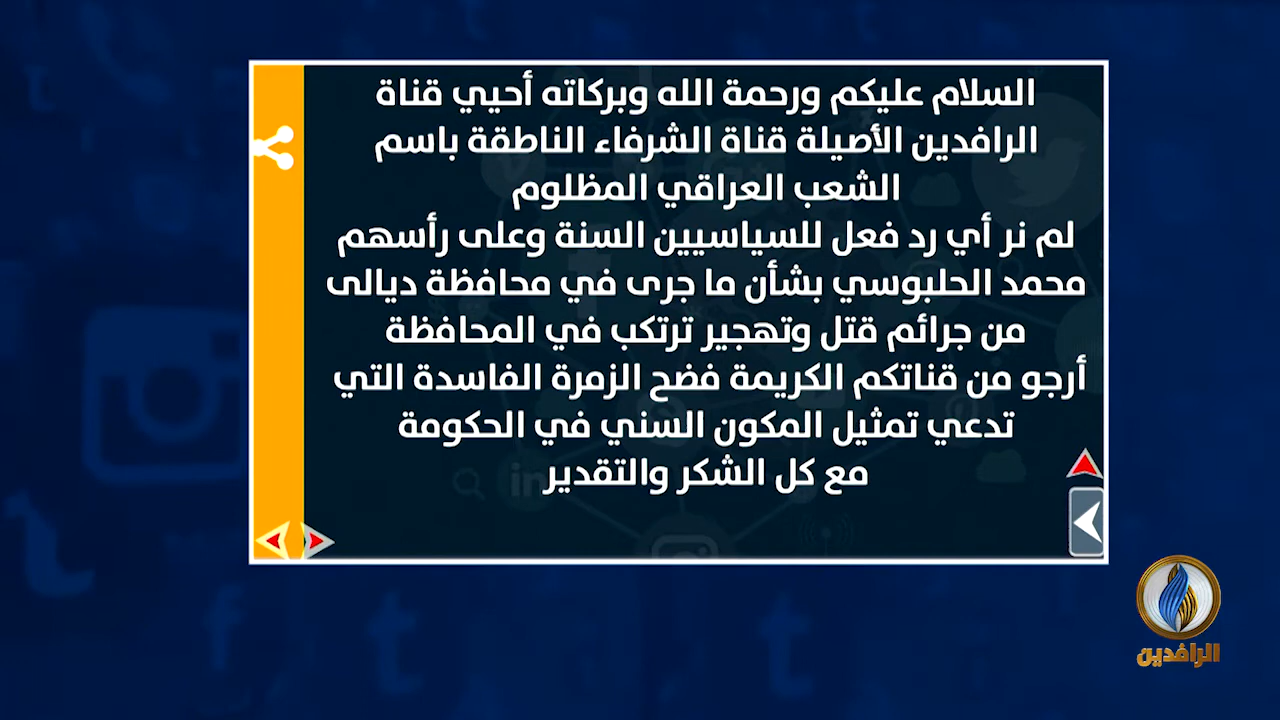 السلام عليكم ورحمة الله وبركاته أحيي قناة
الرافدين الأصيلة قناة الشرفاء الناطقة باسم
الشعب العراقي المظلوم
لم نر أي رد فعل للسياسيين السنة وعلى رأسهم
محمد الحلبوسي بشأن ما جرى في محافظة ديالى
من جرائم قتل وتهجير ترتكب في المحافظة
أرجو من قناتكم الكريمة فضح الزمرة الفاسدة التي
تدعي تمثيل المكون السني في الحكومة
مع كل الشكر والتقدير
الرافدين